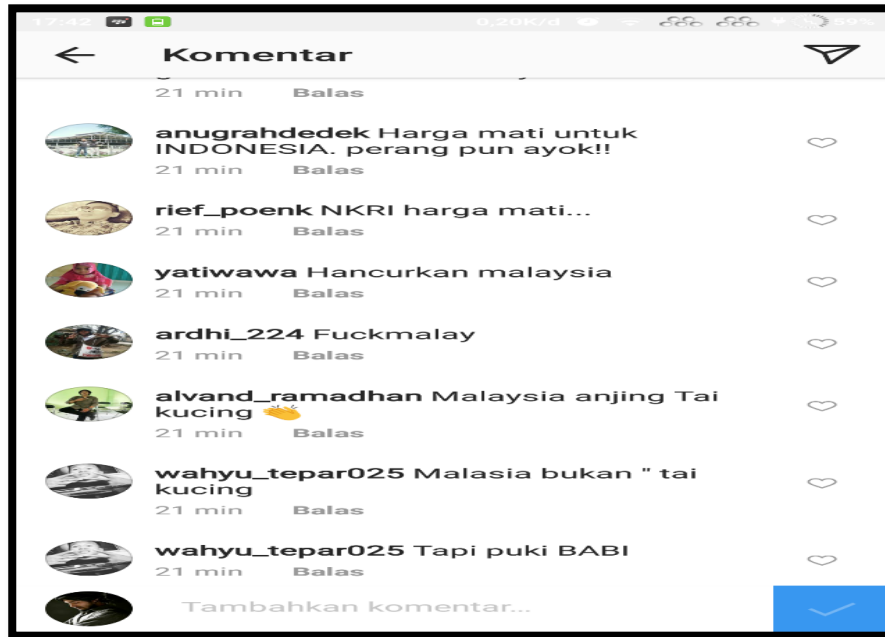 17:42 0,20K/d 59%
Komentar
21 min Balas
anugrahdedek Harga mati untuk
INDONESIA. perang pun ayok!!
21 min Balas
rief_poenk NKRI harga mati...
21 min Balas
yatiwawa Hancurkan malaysia
21 min Balas
ardhi_224 Fuckmalay
21 min Balas
alvand_ramadhan Malaysia anjing Tai
kucing 👏
21 min Balas
wahyu_tepar025 Malasia bukan " tai
kucing
21 min Balas
wahyu_tepar025 Tapi puki BABI
21 min Balas
Tambahkan komentar...